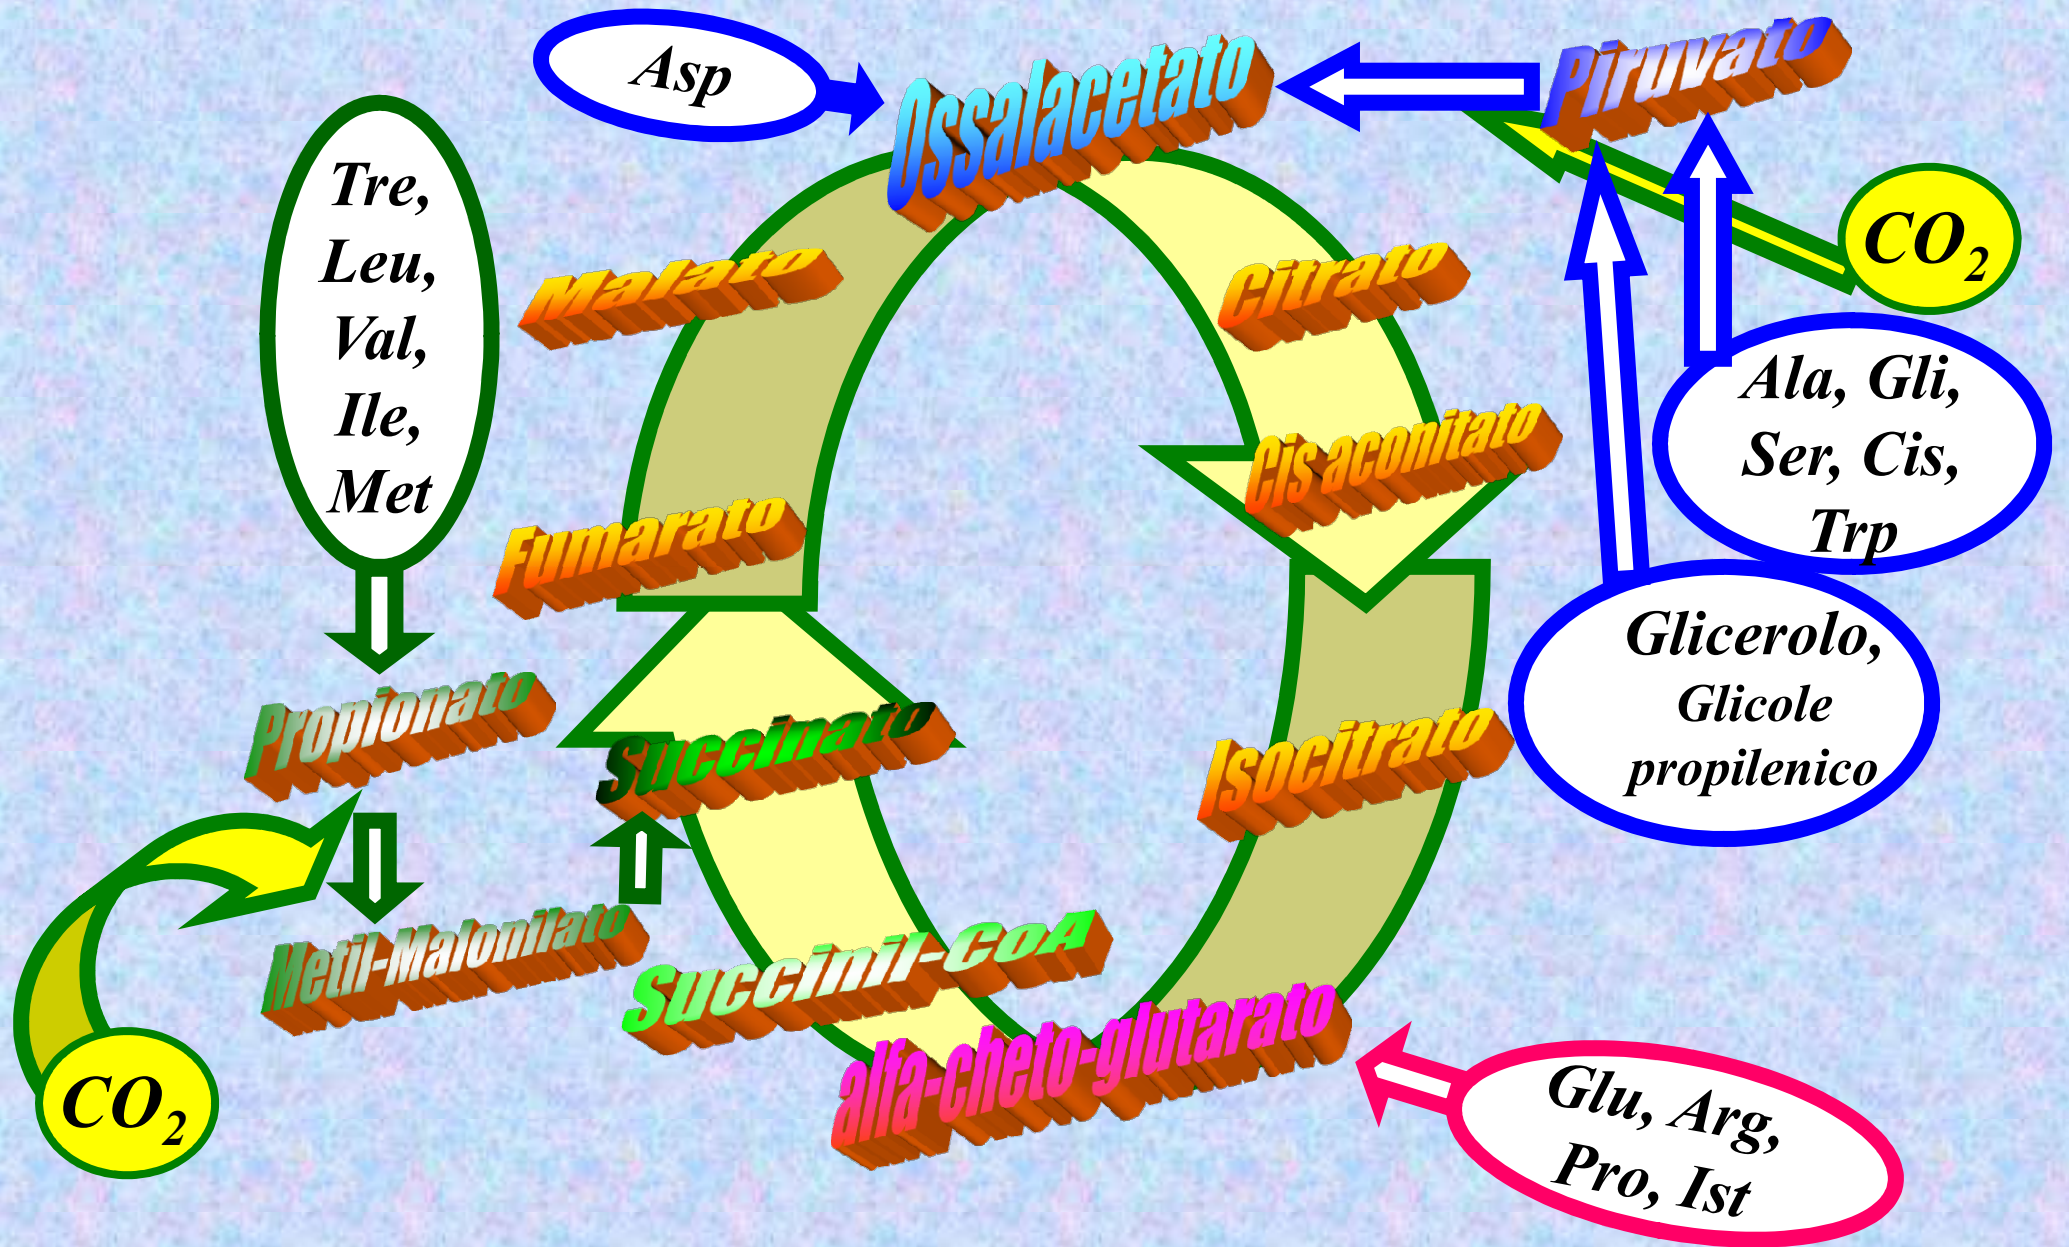 Asp
Ossalacetato
Piruvato
CO2
Tre,
Leu,
Val,
Ile,
Met
Malato
Citrato
Ala, Gli,
Ser, Cis,
Trp
Cis aconitato
Fumarato
Glicerolo,
Glicole
propilenico
Propionato
Succinato
Isocitrato
Metil-Malonilato
Succinil-CoA
alfa-cheto-glutarato
CO2
Glu, Arg,
Pro, Ist